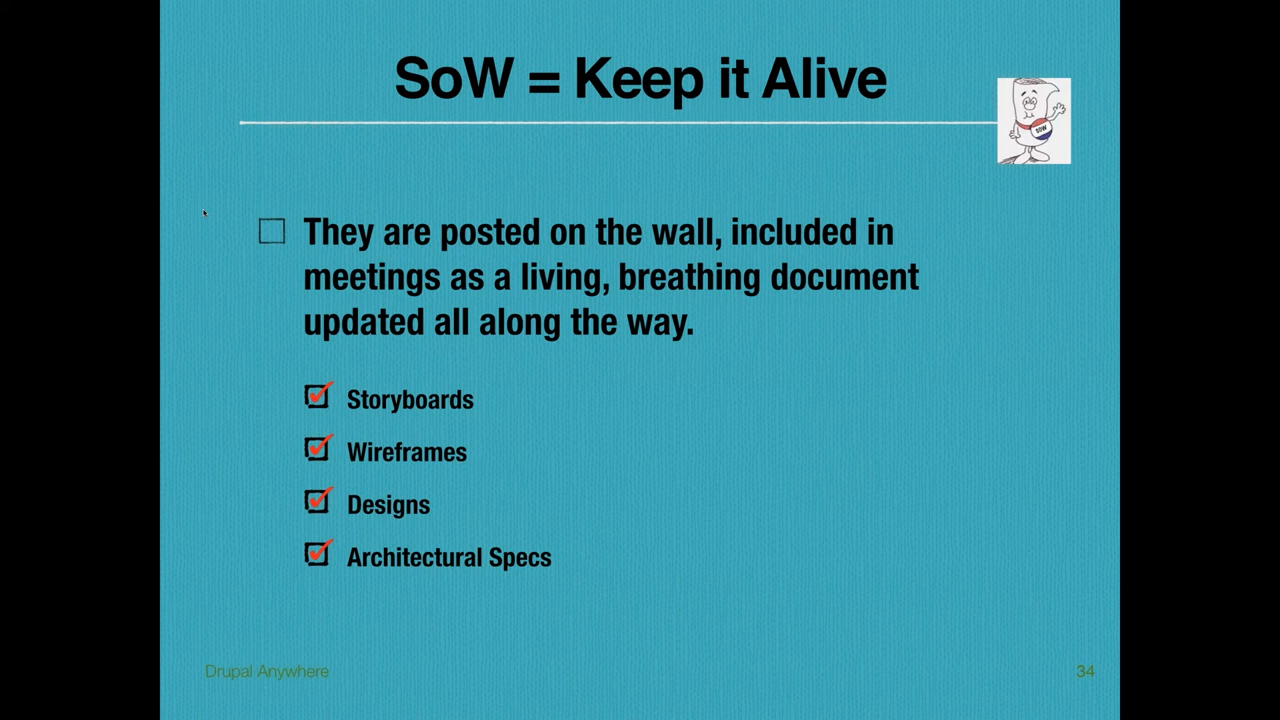 SoW = Keep it Alive
SOW
They are posted on the wall, included in
meetings as a living, breathing document
updated all along the way.
Storyboards
Wireframes
Designs
Architectural Specs
Drupal Anywhere
34